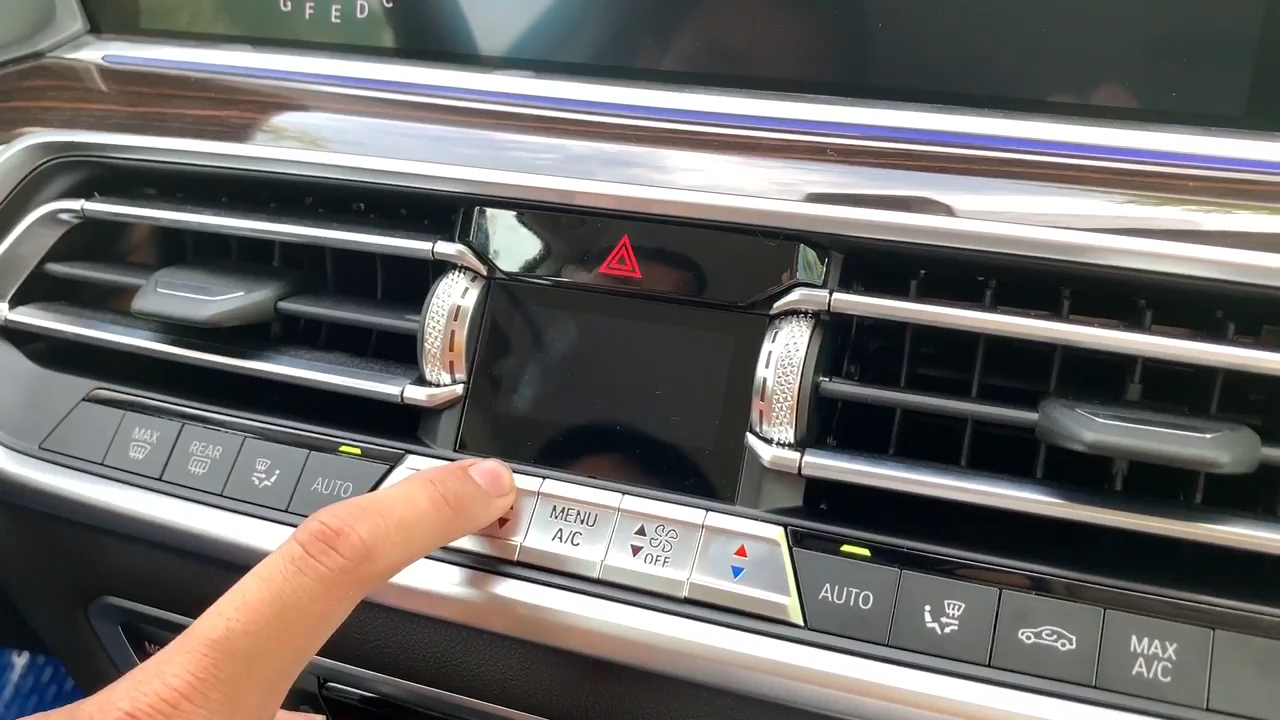 G F E D C
MAX
REAR
AUTO
MENU
A/C
OFF
AUTO
MAX
A/C